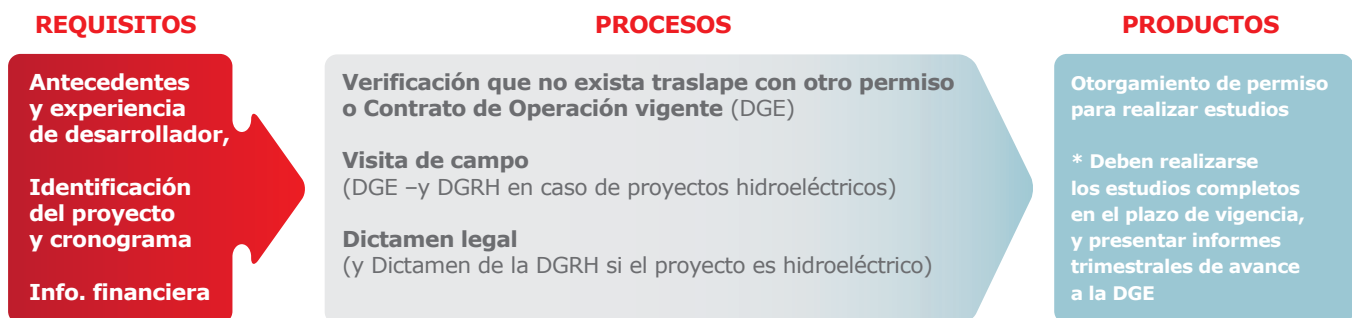 REQUISITOS
Antecedentes
y experiencia
de desarrollador,
Identificación
del proyecto
y cronograma
Info. financiera
PROCESOS
Verificación que no exista traslape con otro permiso
o Contrato de Operación vigente (DGE)
Visita de campo
(DGE –y DGRH en caso de proyectos hidroeléctricos)
Dictamen legal
(y Dictamen de la DGRH si el proyecto es hidroeléctrico)
PRODUCTOS
Otorgamiento de permiso
para realizar estudios
* Deben realizarse
los estudios completos
en el plazo de vigencia,
y presentar informes
trimestrales de avance
a la DGE